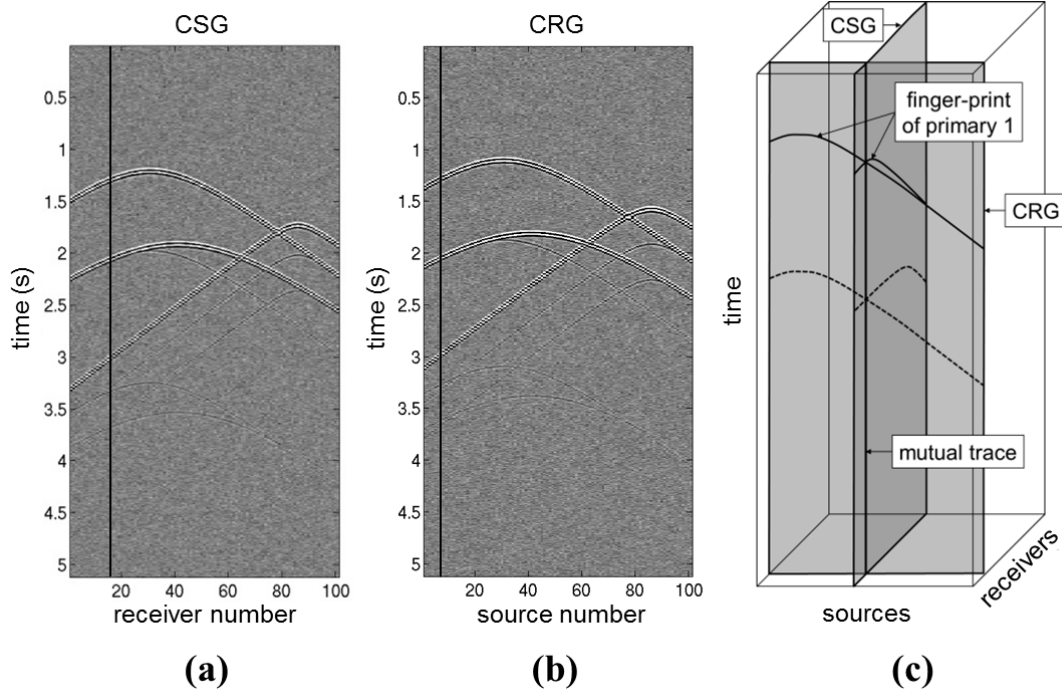 CSG
0.5
1
1.5
2
2.5
3
3.5
4
4.5
5
time (s)
20
40
60
80
100
receiver number
(a)
CRG
0.5
1
1.5
2
2.5
3
3.5
4
4.5
5
time (s)
20
40
60
80
100
source number
(b)
CSG
finger-print
of primary 1
CRG
time
mutual trace
sources
receivers
(c)